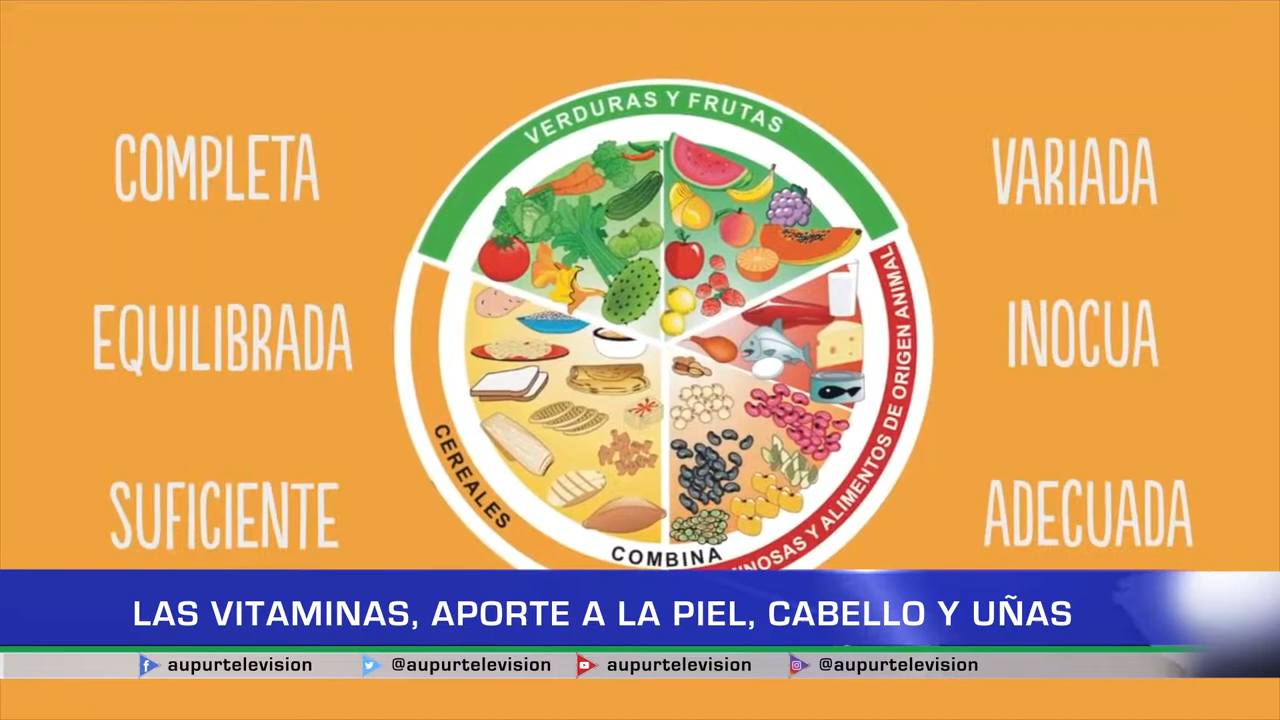 VERDURAS Y FRUTAS
COMPLETA
VARIADA
EQUILIBRADA
INOCUA
CEREALES
Y ALIMENTOS DE ORIGEN ANIMAL
SUFICIENTE
ADECUADA
COMBINA
LAS VITAMINAS, APORTE A LA PIEL, CABELLO Y UÑAS
aupurtelevision
@aupurtelevision
aupurtelevision
@aupurtelevision